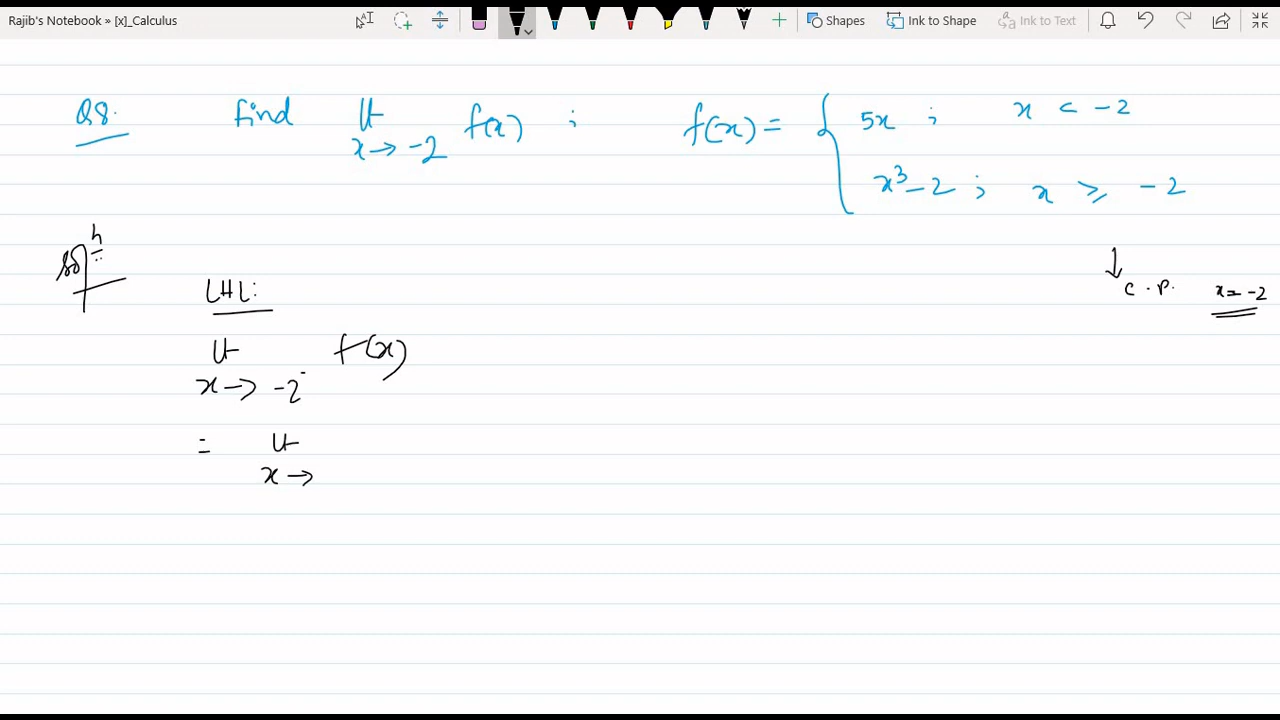 Rajib's Notebook » [x]_Calculus
Shapes Ink to Shape Ink to Text
Q8. find lt x→-2 f(x) ; f(x) = { 5x ; x < -2
x³-2 ; x ≥ -2
Solⁿ
↓ C.P. x = -2
LHL:
lt x→-2⁻ f(x)
= lt x→